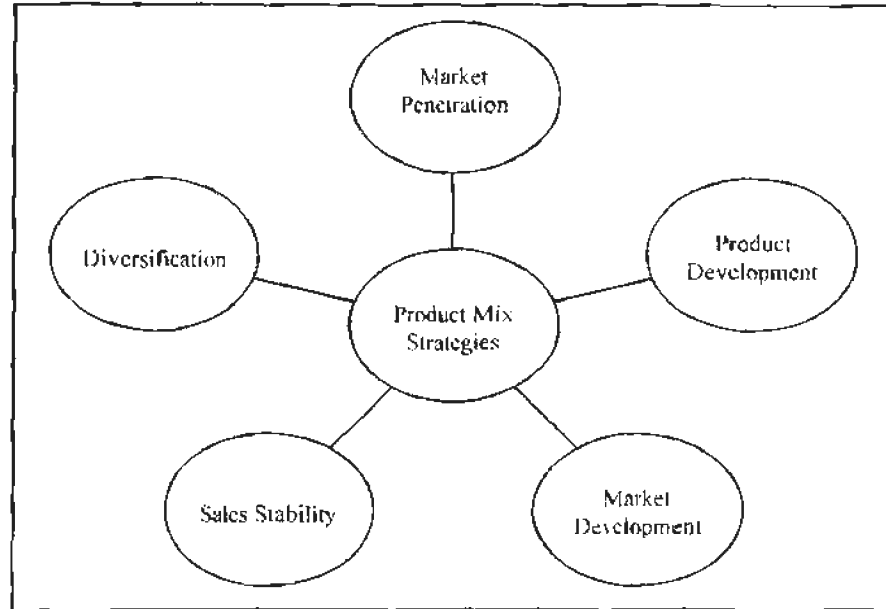 Market
Penetration
Diversification
Product
Development
Product Mix
Strategies
Sales Stability
Market
Development